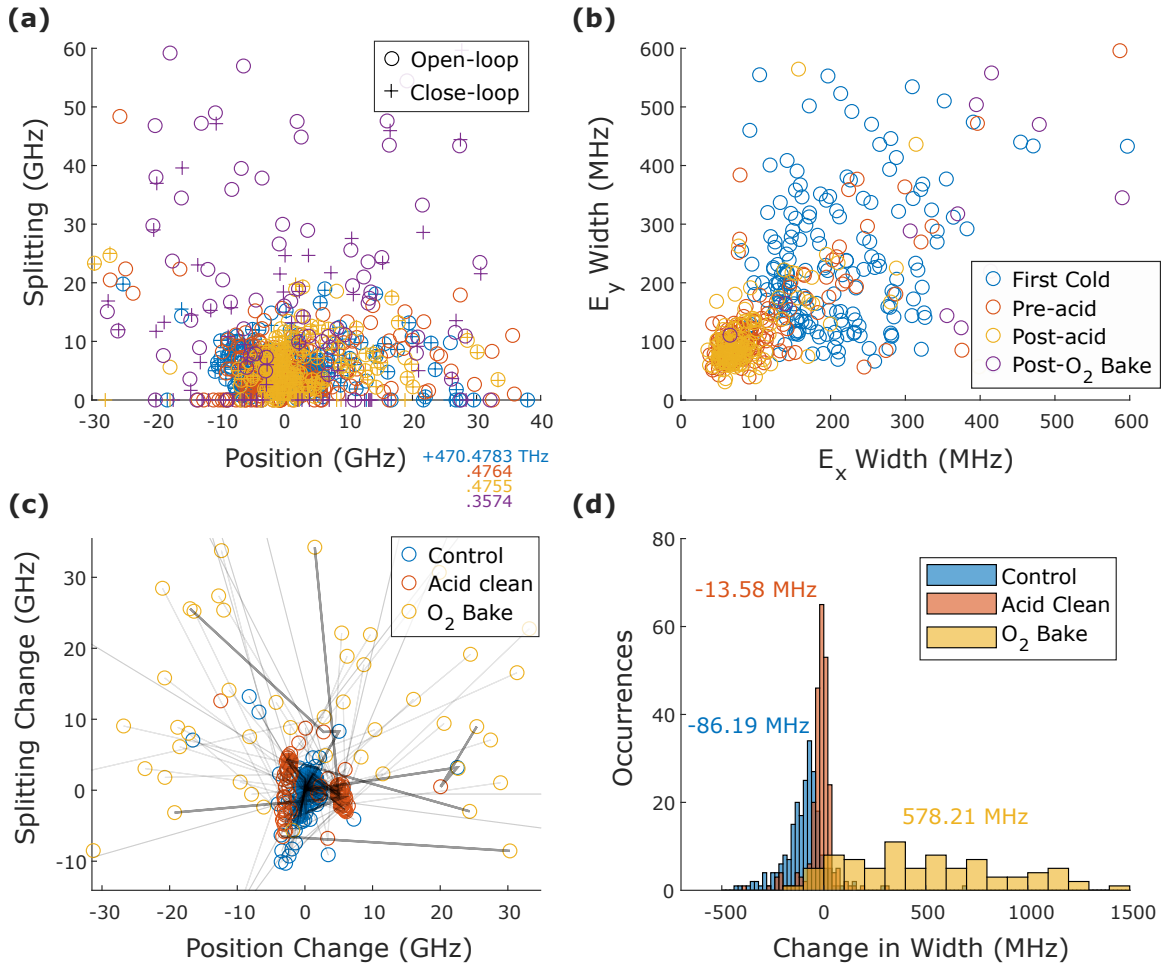 (a)
60
50
40
30
20
10
0
-30 -20 -10 0 10 20 30 40
Splitting (GHz)
Position (GHz)
Open-loop
Close-loop
+470.4783 THz
.4764
.4755
.3574
(b)
600
500
400
300
200
100
0
0 100 200 300 400 500 600
E_y Width (MHz)
E_x Width (MHz)
First Cold
Pre-acid
Post-acid
Post-O₂ Bake
(c)
30
20
10
0
-10
-30 -20 -10 0 10 20 30
Splitting Change (GHz)
Position Change (GHz)
Control
Acid clean
O₂ Bake
(d)
80
60
40
20
0
-500 0 500 1000 1500
Occurrences
Change in Width (MHz)
-13.58 MHz
-86.19 MHz
578.21 MHz
Control
Acid Clean
O₂ Bake